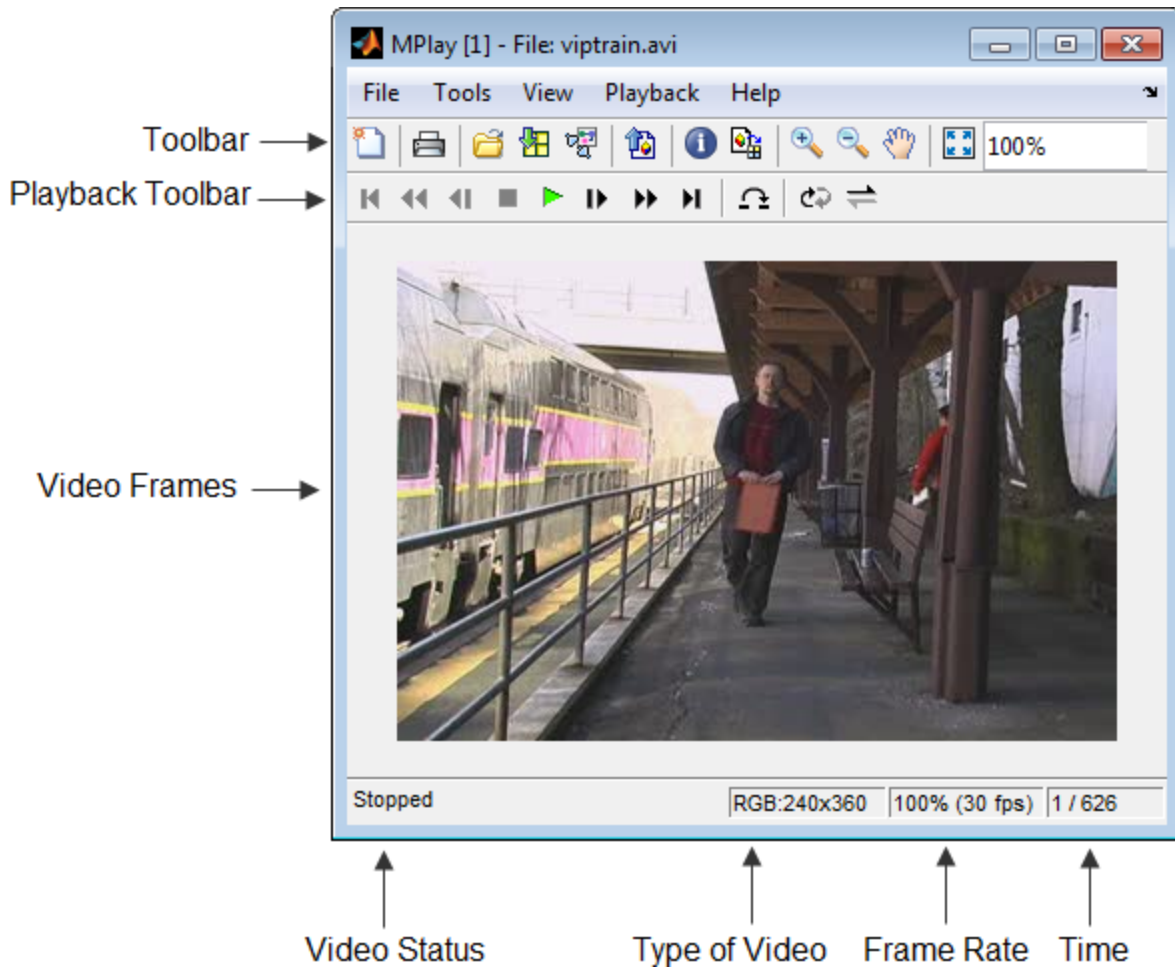 MPlay [1] - File: viptrain.avi
File Tools View Playback Help
Toolbar
100%
Playback Toolbar
Video Frames
Stopped
RGB:240x360
100% (30 fps)
1 / 626
Video Status
Type of Video
Frame Rate
Time